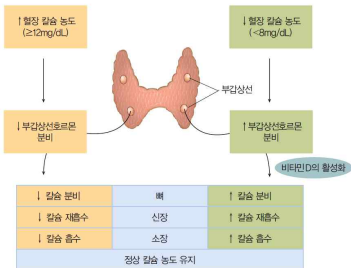 ↑혈장 칼슘 농도
(≥12mg/dL)
↓혈장 칼슘 농도
(<8mg/dL)
부갑상선
↓부갑상선호르몬
분비
↑부갑상선호르몬
분비
비타민D의 활성화
↓ 칼슘 분비 뼈 ↑ 칼슘 분비
↓ 칼슘 재흡수 신장 ↑ 칼슘 재흡수
↓ 칼슘 흡수 소장 ↑ 칼슘 흡수
정상 칼슘 농도 유지